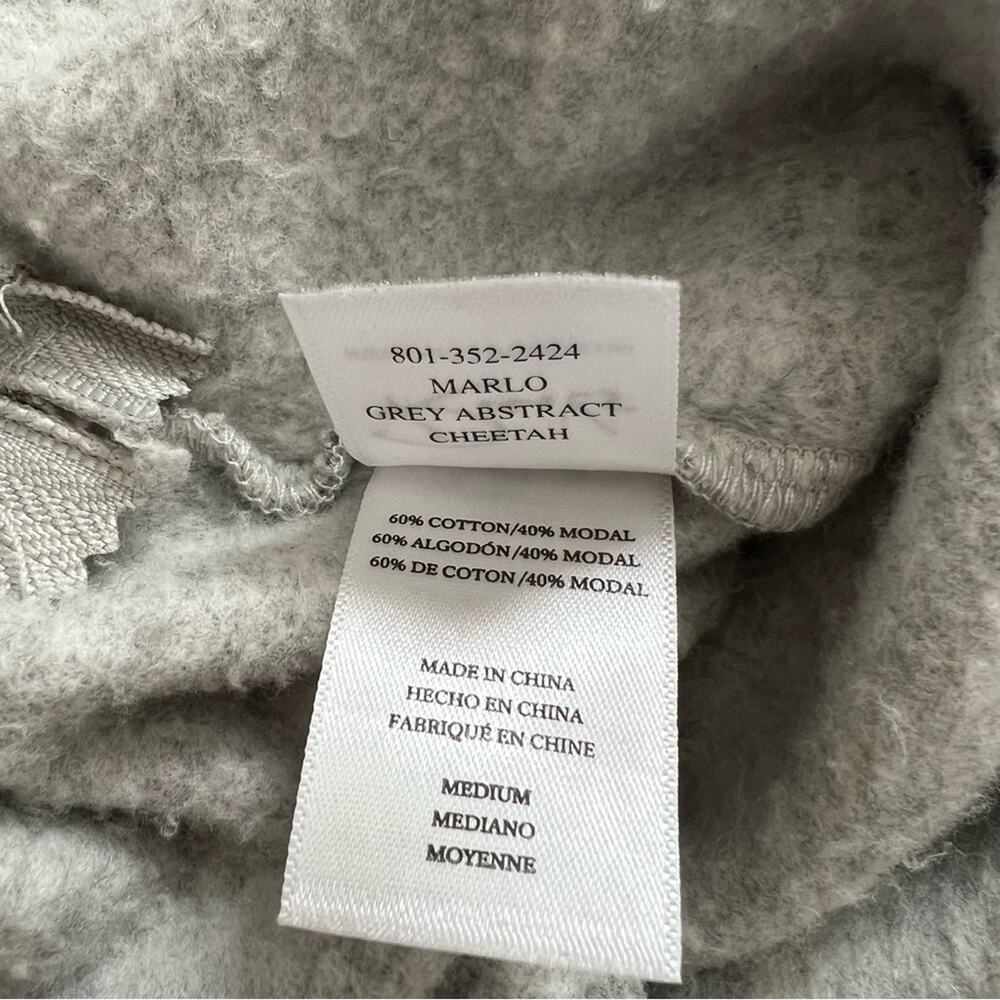 801-352-2424
MARLO
GREY ABSTRACT
CHEETAH
60% COTTON/40% MODAL
60% ALGODÓN/40% MODAL
60% DE COTON/40% MODAL
MADE IN CHINA
HECHO EN CHINA
FABRIQUÉ EN CHINE
MEDIUM
MEDIANO
MOYENNE